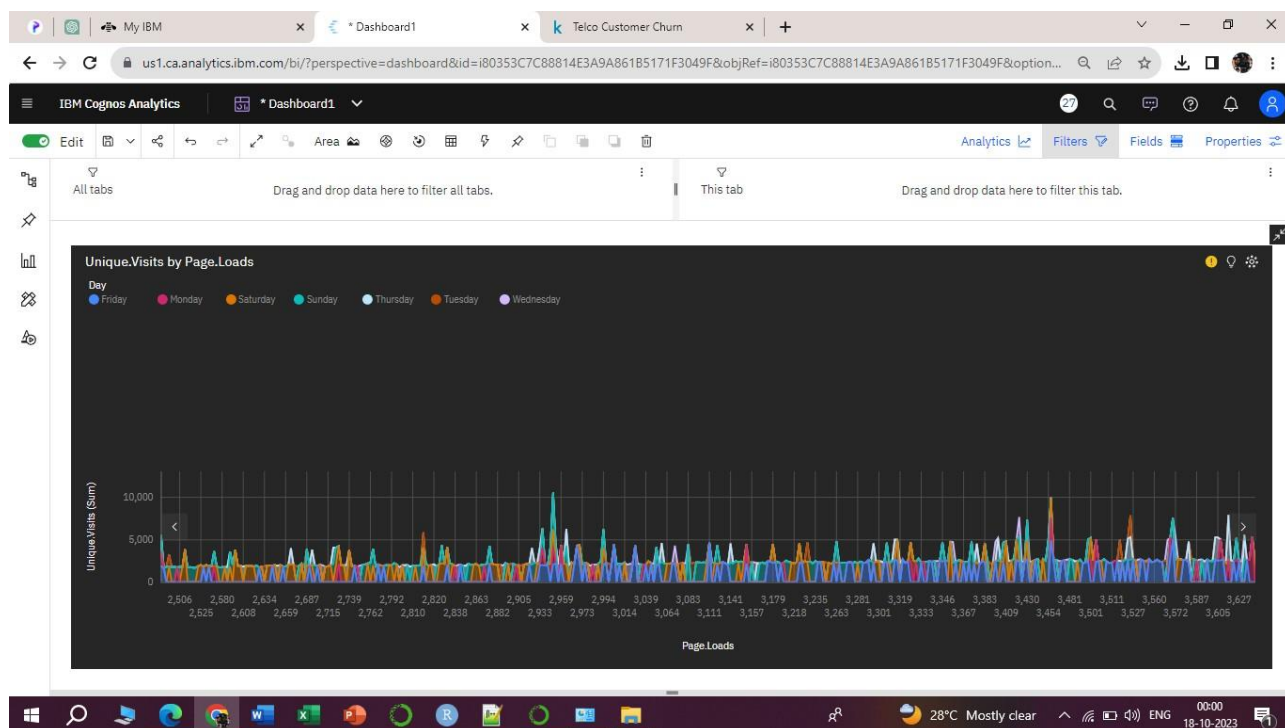 My IBM
* Dashboard1
k Telco Customer Churn
us1.ca.analytics.ibm.com/bi/?perspective=dashboard&id=i80353C7C88814E3A9A861B5171F3049F&objRef=i80353C7C88814E3A9A861B5171F3049F&option...
IBM Cognos Analytics
* Dashboard1
27
Edit
Area
Analytics
Filters
Fields
Properties
All tabs
Drag and drop data here to filter all tabs.
This tab
Drag and drop data here to filter this tab.
Unique.Visits by Page.Loads
Day
Friday Monday Saturday Sunday Thursday Tuesday Wednesday
Unique.Visits (Sum)
10,000
5,000
0
2,506 2,580 2,634 2,687 2,739 2,792 2,820 2,863 2,905 2,959 2,994 3,039 3,083 3,141 3,179 3,235 3,281 3,319 3,346 3,383 3,430 3,481 3,511 3,560 3,587 3,627
2,525 2,608 2,659 2,715 2,762 2,810 2,838 2,882 2,933 2,973 3,014 3,064 3,111 3,157 3,218 3,263 3,301 3,333 3,367 3,409 3,454 3,501 3,527 3,572 3,605
Page.Loads
28°C Mostly clear
ENG
00:00
18-10-2023